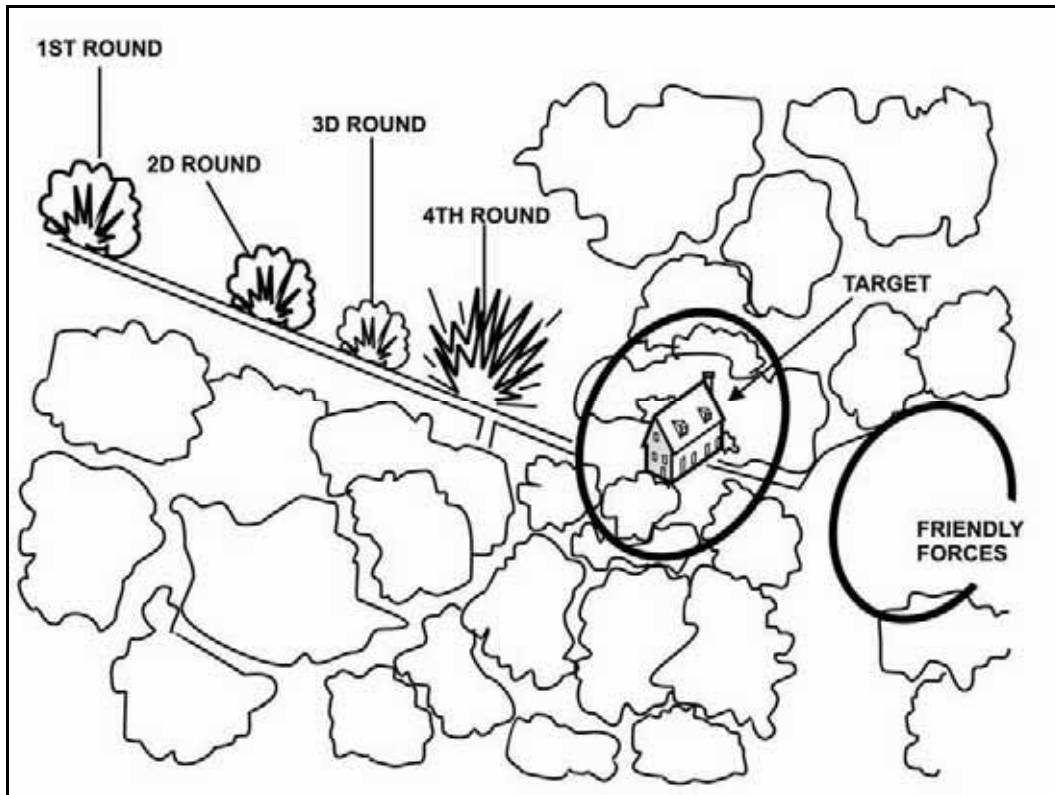 1ST ROUND
2D ROUND
3D ROUND
4TH ROUND
TARGET
FRIENDLY
FORCES